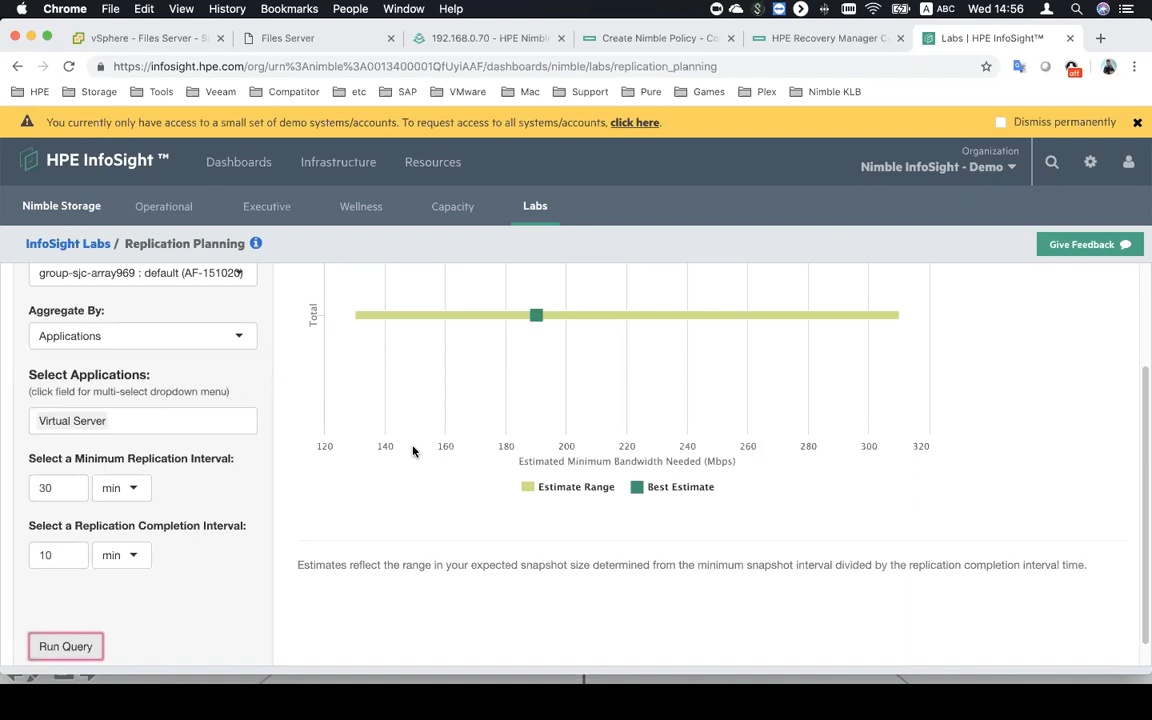 Chrome File Edit View History Bookmarks People Window Help A ABC Wed 14:56
vSphere - Files Server - S Files Server 192.168.0.70 - HPE Nimbl Create Nimble Policy - Co HPE Recovery Manager C Labs | HPE InfoSight™
https://infosight.hpe.com/org/urn%3Animble%3A0013400001QfUyiAAF/dashboards/nimble/labs/replication_planning off
HPE Storage Tools Veeam Compatitor etc SAP VMware Mac Support Pure Games Plex Nimble KLB
You currently only have access to a small set of demo systems/accounts. To request access to all systems/accounts, click here. Dismiss permanently
HPE InfoSight ™ Dashboards Infrastructure Resources
Organization
Nimble InfoSight - Demo
Nimble Storage Operational Executive Wellness Capacity Labs
InfoSight Labs / Replication Planning Give Feedback
group-sjc-array969 : default (AF-151020)
Aggregate By:
Applications
Select Applications:
(click field for multi-select dropdown menu)
Virtual Server
Select a Minimum Replication Interval:
30 min
Select a Replication Completion Interval:
10 min
Run Query
Total
120 140 160 180 200 220 240 260 280 300 320
Estimated Minimum Bandwidth Needed (Mbps)
Estimate Range Best Estimate
Estimates reflect the range in your expected snapshot size determined from the minimum snapshot interval divided by the replication completion interval time.